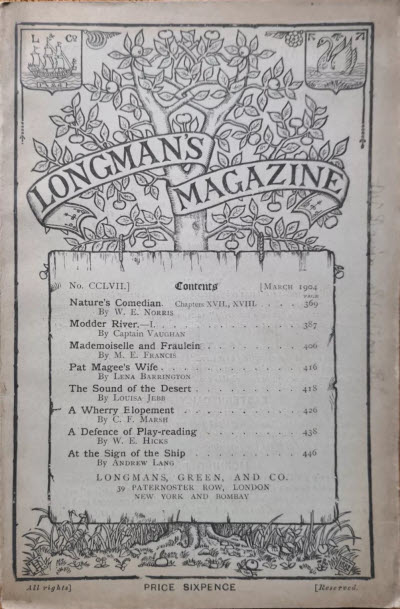 L Co
LONGMAN'S
MAGAZINE
No. CCLVII.] Contents [MARCH 1904
PAGE
Nature's Comedian. Chapters XVII., XVIII. . . . . 369
By W. E. NORRIS
Modder River.—I. . . . . . . . . . 387
By Captain VAUGHAN
Mademoiselle and Fraulein . . . . . . . 406
By M. E. FRANCIS
Pat Magee's Wife . . . . . . . . . 416
By LENA BARRINGTON
The Sound of the Desert . . . . . . . 418
By LOUISA JEBB
A Wherry Elopement . . . . . . . . 426
By C. F. MARSH
A Defence of Play-reading . . . . . . . 438
By W. E. HICKS
At the Sign of the Ship . . . . . . . 446
By ANDREW LANG
LONGMANS, GREEN, AND CO.
39 PATERNOSTER ROW, LONDON
NEW YORK AND BOMBAY
All rights] PRICE SIXPENCE [Reserved.